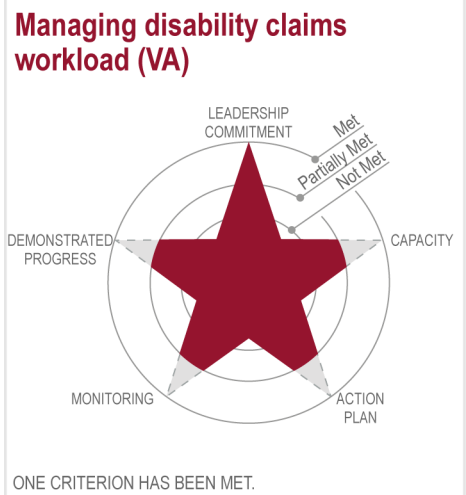 Managing disability claims
workload (VA)
LEADERSHIP
COMMITMENT
Met
Partially Met
Not Met
DEMONSTRATED
PROGRESS
CAPACITY
MONITORING
ACTION
PLAN
ONE CRITERION HAS BEEN MET.